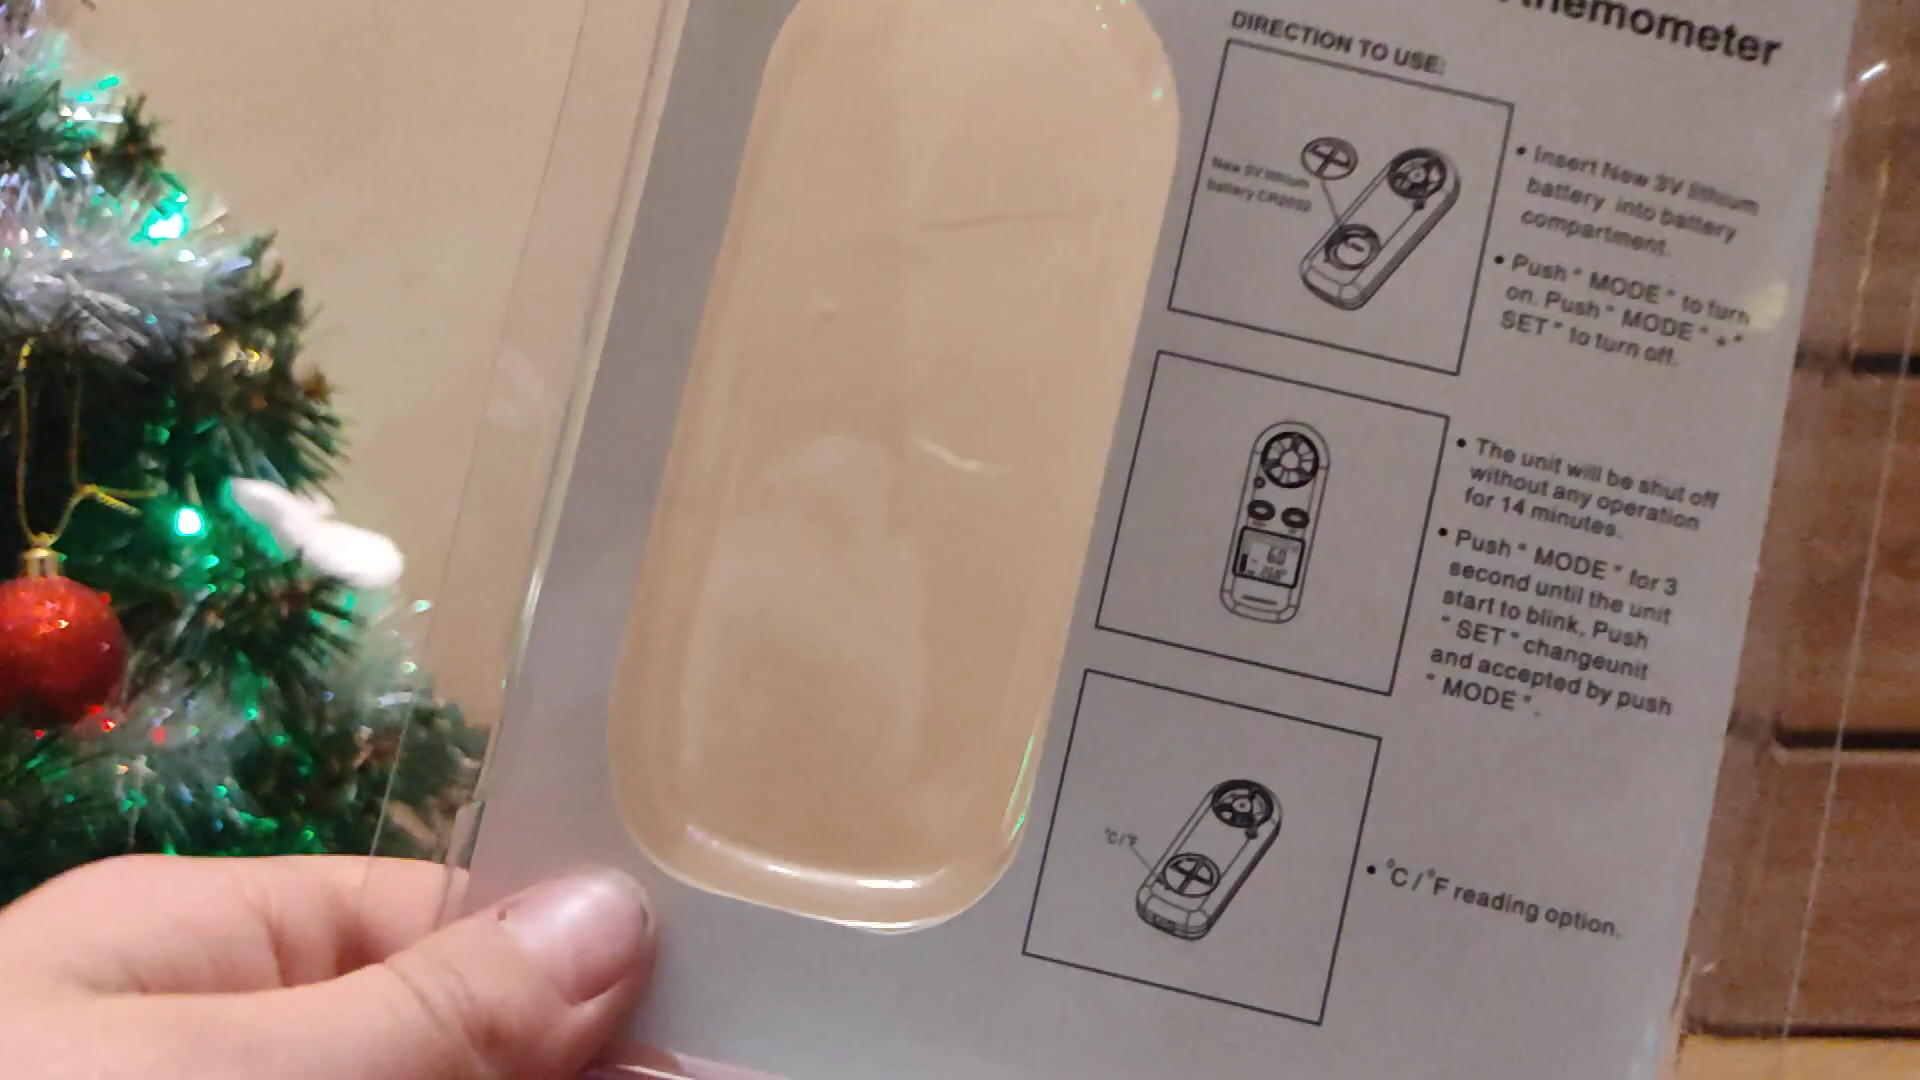 DIRECTION TO USE:
New 3V lithium
battery CR2032
• Insert New 3V lithium
battery into battery
compartment.
• Push " MODE " to turn
on. Push " MODE " + "
SET " to turn off.
• The unit will be shut off
without any operation
for 14 minutes.
• Push " MODE " for 3
second until the unit
start to blink, Push
" SET " changeunit
and accepted by push
" MODE ".
°C/°F
• °C / °F reading option.